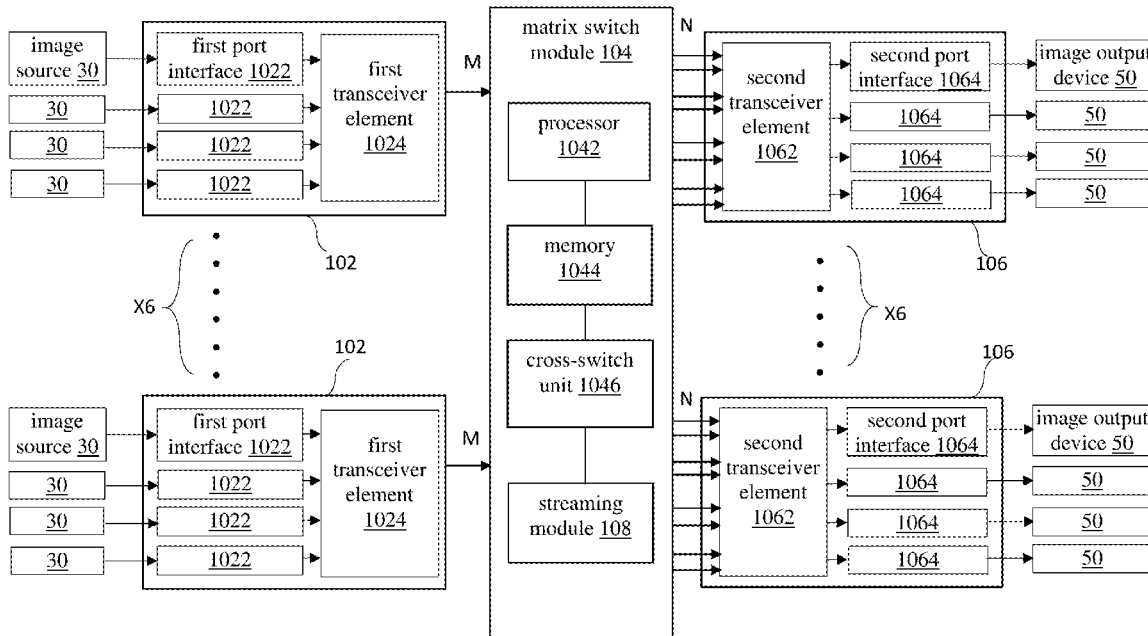 image
source 30
30
30
30
first port
interface 1022
1022
1022
1022
first
transceiver
element
1024
102
M
matrix switch
module 104
processor
1042
memory
1044
cross-switch
unit 1046
streaming
module 108
N
second
transceiver
element
1062
second port
interface 1064
1064
1064
1064
106
image output
device 50
50
50
50
X6
X6
image
source 30
30
30
30
102
first port
interface 1022
1022
1022
1022
first
transceiver
element
1024
M
N
106
second
transceiver
element
1062
second port
interface 1064
1064
1064
1064
image output
device 50
50
50
50